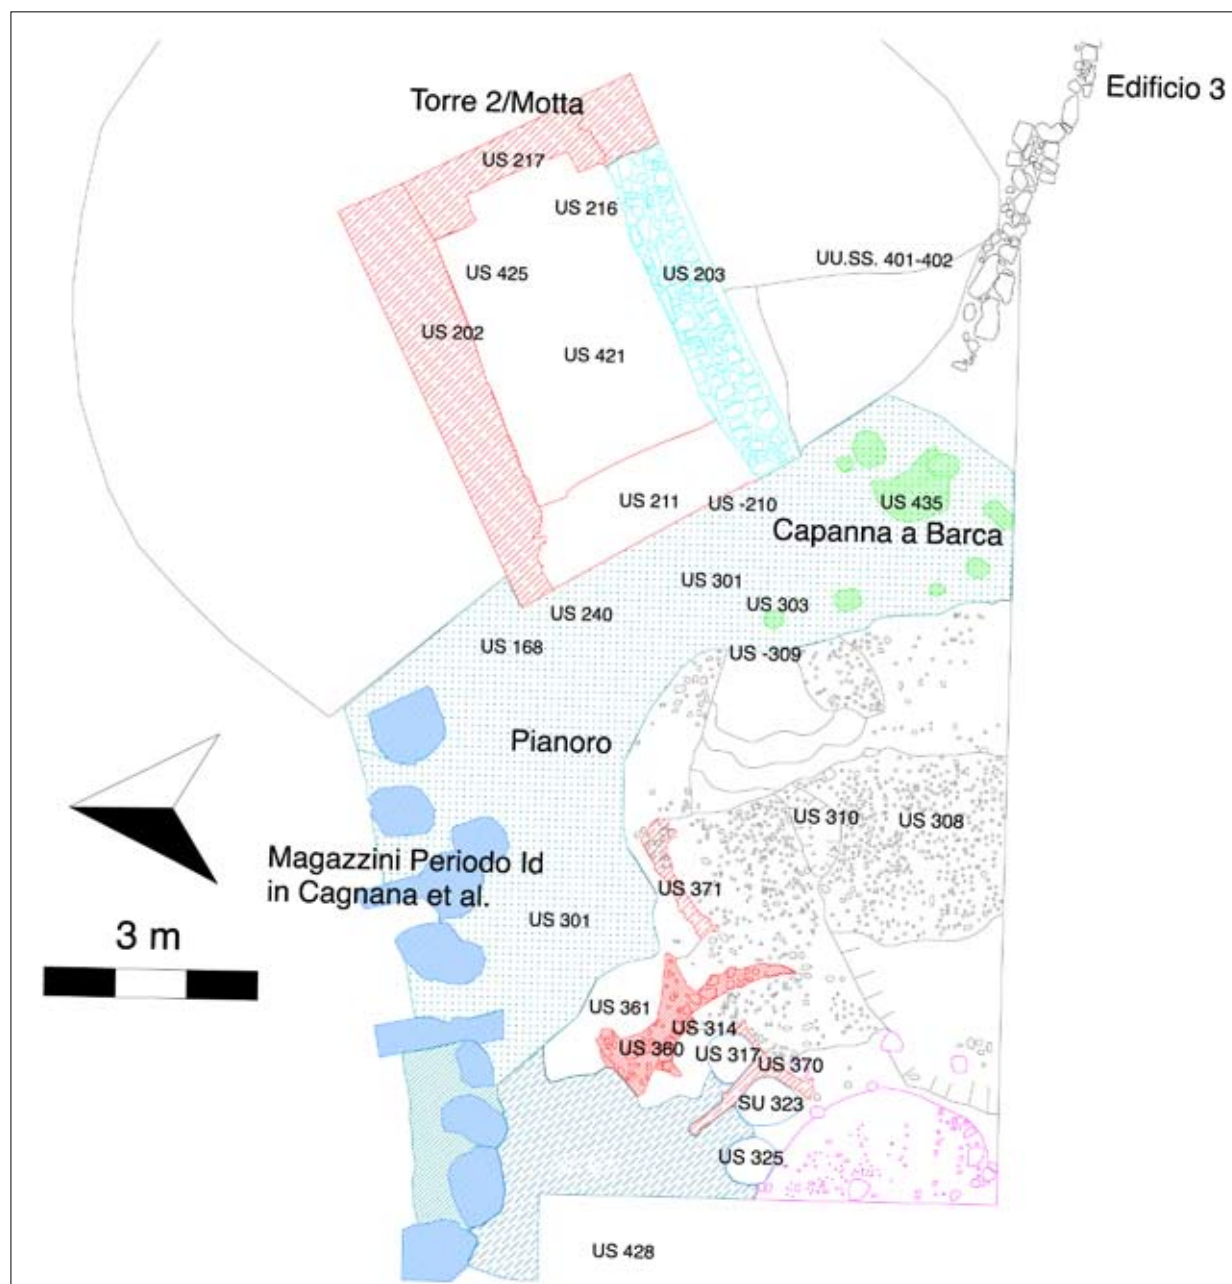 Torre 2/Motta
Edificio 3
US 217
US 216
US 425
US 203
UU.SS. 401-402
US 202
US 421
US 211
US -210
US 435
Capanna a Barca
US 301
US 303
US 240
US 168
US -309
Pianoro
US 310
US 308
Magazzini Periodo Id
in Cagnana et al.
US 371
US 301
3 m
US 361
US 314
US 360
US 317
US 370
SU 323
US 325
US 428